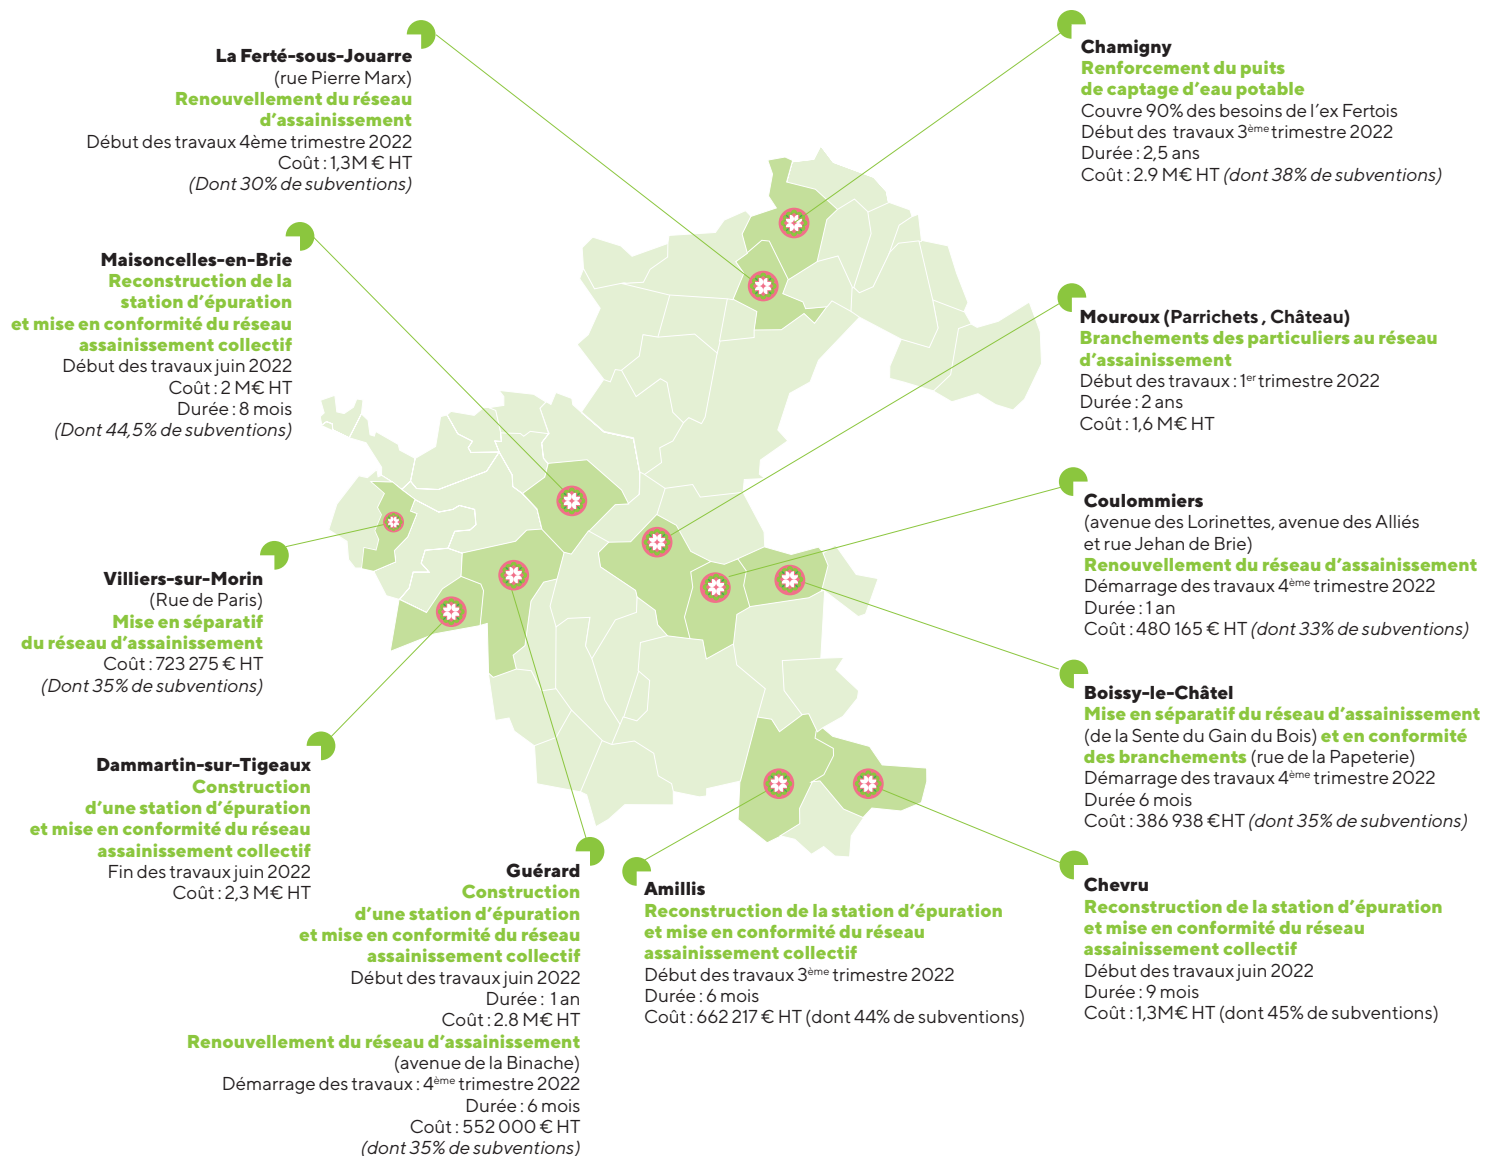 La Ferté-sous-Jouarre
(rue Pierre Marx)
Renouvellement du réseau
d’assainissement
Début des travaux 4ème trimestre 2022
Coût : 1,3M € HT
(Dont 30% de subventions)
Maisoncelles-en-Brie
Reconstruction de la
station d’épuration
et mise en conformité du réseau
assainissement collectif
Début des travaux juin 2022
Coût : 2 M€ HT
Durée : 8 mois
(Dont 44,5% de subventions)
Villiers-sur-Morin
(Rue de Paris)
Mise en séparatif
du réseau d’assainissement
Coût : 723 275 € HT
(Dont 35% de subventions)
Dammartin-sur-Tigeaux
Construction
d’une station d’épuration
et mise en conformité du réseau
assainissement collectif
Fin des travaux juin 2022
Coût : 2,3 M€ HT
Guérard
Construction
d’une station d’épuration
et mise en conformité du réseau
assainissement collectif
Début des travaux juin 2022
Durée : 1 an
Coût : 2.8 M€ HT
Renouvellement du réseau d’assainissement
(avenue de la Binache)
Démarrage des travaux : 4ème trimestre 2022
Durée : 6 mois
Coût : 552 000 € HT
(dont 35% de subventions)
Amillis
Reconstruction de la station d’épuration
et mise en conformité du réseau
assainissement collectif
Début des travaux 3ème trimestre 2022
Durée : 6 mois
Coût : 662 217 € HT (dont 44% de subventions)
Chamigny
Renforcement du puits
de captage d’eau potable
Couvre 90% des besoins de l’ex Fertois
Début des travaux 3ème trimestre 2022
Durée : 2,5 ans
Coût : 2.9 M€ HT (dont 38% de subventions)
Mouroux (Parrichets , Château)
Branchements des particuliers au réseau
d’assainissement
Début des travaux : 1er trimestre 2022
Durée : 2 ans
Coût : 1,6 M€ HT
Coulommiers
(avenue des Lorinettes, avenue des Alliés
et rue Jehan de Brie)
Renouvellement du réseau d’assainissement
Démarrage des travaux 4ème trimestre 2022
Durée : 1 an
Coût : 480 165 € HT (dont 33% de subventions)
Boissy-le-Châtel
Mise en séparatif du réseau d’assainissement
(de la Sente du Gain du Bois) et en conformité
des branchements (rue de la Papeterie)
Démarrage des travaux 4ème trimestre 2022
Durée 6 mois
Coût : 386 938 €HT (dont 35% de subventions)
Chevru
Reconstruction de la station d’épuration
et mise en conformité du réseau
assainissement collectif
Début des travaux juin 2022
Durée : 9 mois
Coût : 1,3M€ HT (dont 45% de subventions)